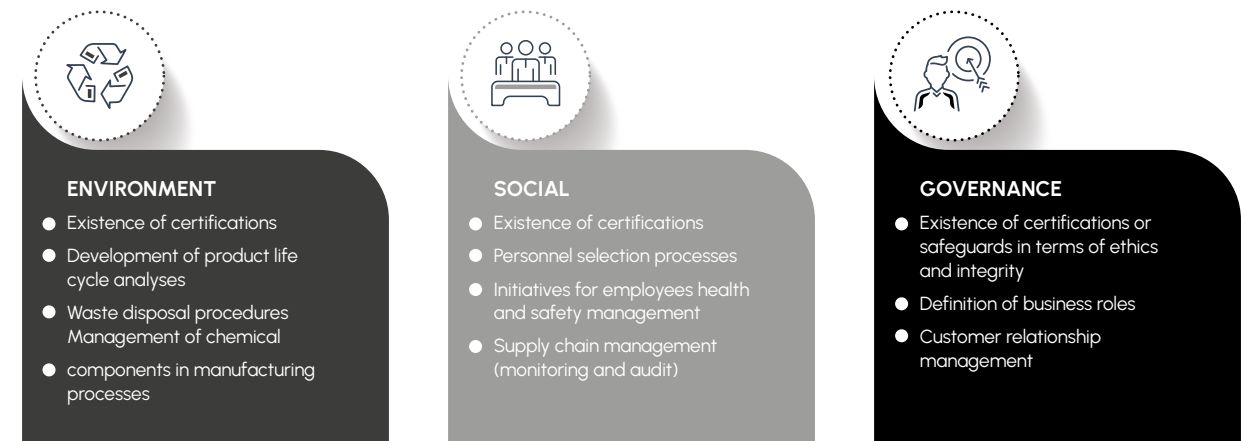 ENVIRONMENT
Existence of certifications
Development of product life
cycle analyses
Waste disposal procedures
Management of chemical
components in manufacturing
processes
SOCIAL
Existence of certifications
Personnel selection processes
Initiatives for employees health
and safety management
Supply chain management
(monitoring and audit)
GOVERNANCE
Existence of certifications or
safeguards in terms of ethics
and integrity
Definition of business roles
Customer relationship
management